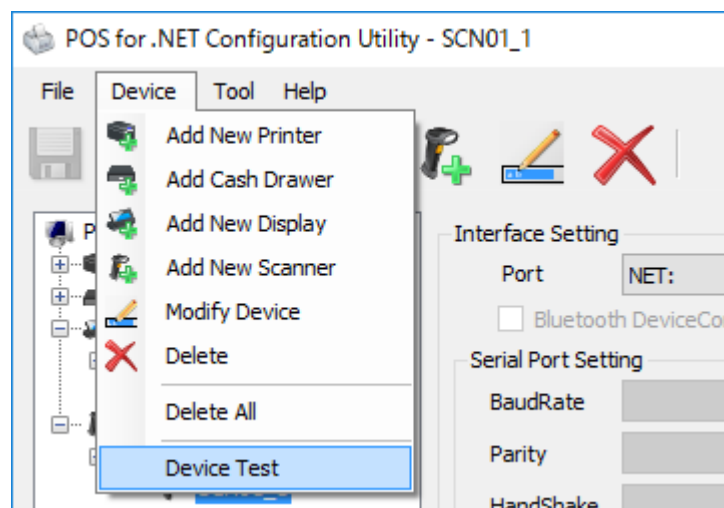 POS for .NET Configuration Utility - SCN01_1
File Device Tool Help
Add New Printer
Add Cash Drawer
Add New Display
Add New Scanner
Modify Device
Delete
Delete All
Device Test
Interface Setting
Port NET:
Bluetooth DeviceCo
Serial Port Setting
BaudRate
Parity
HandShake